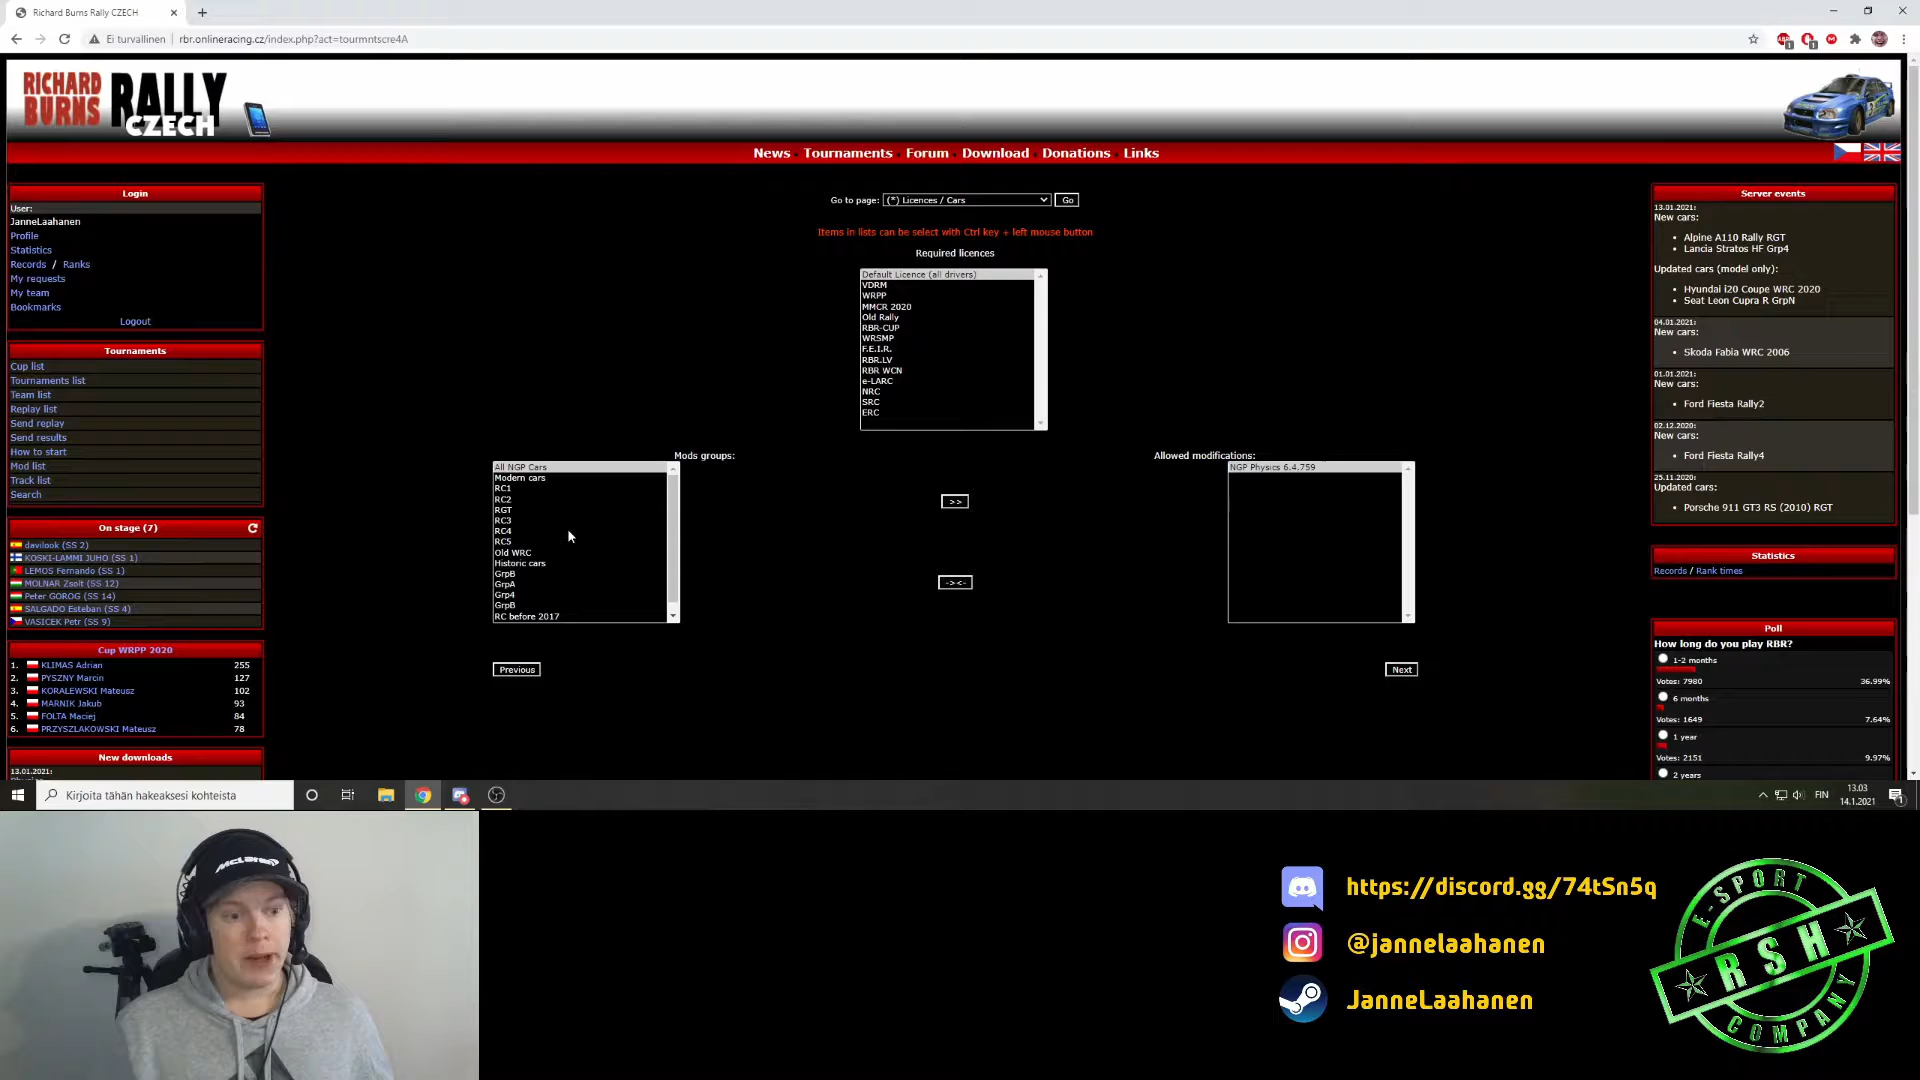 Richard Burns Rally CZECH
Ei turvallinen
rbr.onlineracing.cz/index.php?act=tourmntscre4A
RICHARD BURNS RALLY CZECH
News
Tournaments
Forum
Download
Donations
Links
Login
User:
JanneLaahanen
Profile
Statistics
Records / Ranks
My requests
My team
Bookmarks
Logout
Tournaments
Cup list
Tournaments list
Team list
Replay list
Send replay
Send results
How to start
Mod list
Track list
Search
On stage (7)
davilook (SS 2)
KOSKI-LAMMI JUHO (SS 1)
LEMOS Fernando (SS 1)
MOLNAR Zsolt (SS 12)
Peter GOROG (SS 14)
SALGADO Esteban (SS 4)
VASICEK Petr (SS 9)
Cup WRPP 2020
1. KLIMAS Adrian 255
2. PYSZNY Marcin 127
3. KORALEWSKI Mateusz 102
4. MARNIK Jakub 93
5. FOLTA Maciej 84
6. PRZYSZLAKOWSKI Mateusz 78
New downloads
13.01.2021:
Go to page: (*) Licences / Cars Go
Items in lists can be select with Ctrl key + left mouse button
Required licences
Default Licence (all drivers)
VDRM
WRPP
MMCR 2020
Old Rally
RBR-CUP
WRSMP
F.E.I.R.
RBR.LV
RBR WCN
e-LARC
NRC
SRC
ERC
Mods groups:
All NGP Cars
Modern cars
RC1
RC2
RGT
RC3
RC4
RC5
Old WRC
Historic cars
GrpB
GrpA
Grp4
GrpB
RC before 2017
>>
-><-
Allowed modifications:
NGP Physics 6.4.759
Previous
Next
Server events
13.01.2021:
New cars:
Alpine A110 Rally RGT
Lancia Stratos HF Grp4
Updated cars (model only):
Hyundai i20 Coupe WRC 2020
Seat Leon Cupra R GrpN
04.01.2021:
New cars:
Skoda Fabia WRC 2006
01.01.2021:
New cars:
Ford Fiesta Rally2
02.12.2020:
New cars:
Ford Fiesta Rally4
25.11.2020:
Updated cars:
Porsche 911 GT3 RS (2010) RGT
Statistics
Records / Rank times
Poll
How long do you play RBR?
1-2 months
Votes: 7980 36.99%
6 months
Votes: 1649 7.64%
1 year
Votes: 2151 9.97%
2 years
Kirjoita tähän hakeaksesi kohteista
FIN
13.03
14.1.2021
McLaren
https://discord.gg/74tSn5q
@jannelaahanen
JanneLaahanen
E-SPORT
RSH
COMPANY